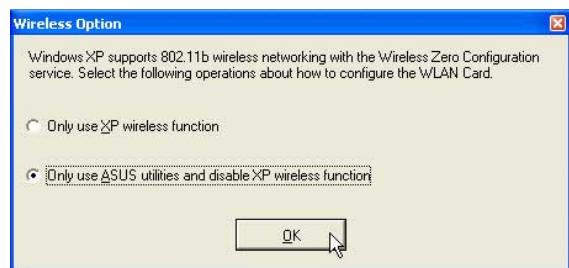 Wireless Option
Windows XP supports 802.11b wireless networking with the Wireless Zero Configuration
service. Select the following operations about how to configure the WLAN Card.
Only use XP wireless function
Only use ASUS utilities and disable XP wireless function
OK